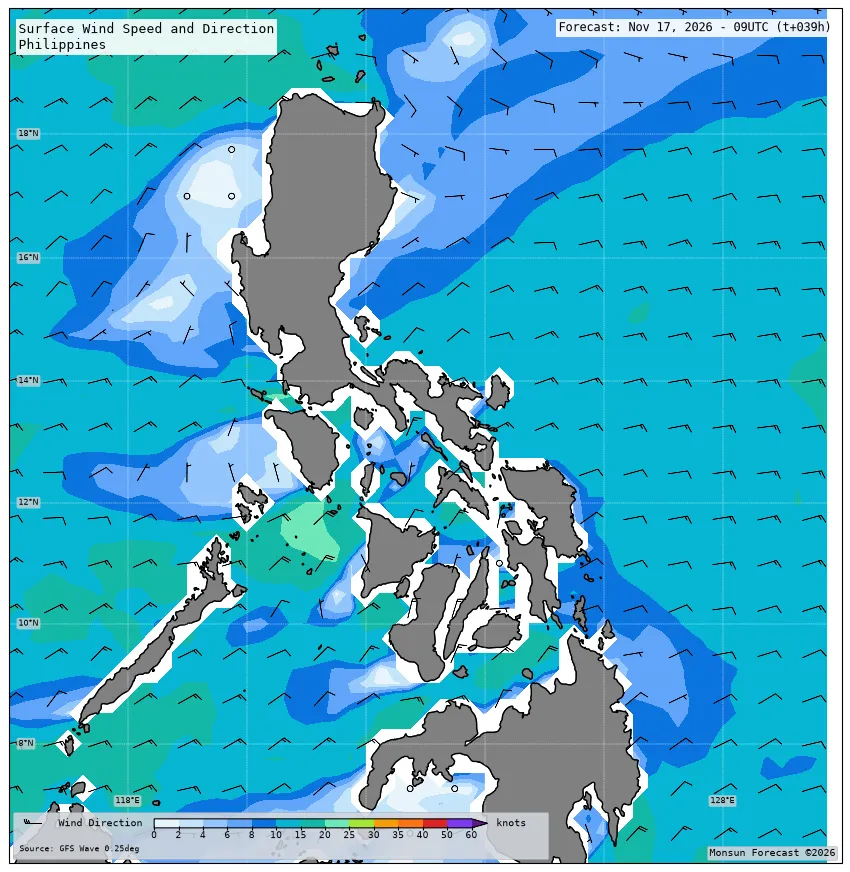 Surface Wind Speed and Direction
Philippines
Forecast: Nov 17, 2026 - 09UTC (t+039h)
18°N
16°N
14°N
12°N
10°N
8°N
118°E
128°E
Wind Direction
0 2 4 6 8 10 15 20 25 30 35 40 50 60
knots
Source: GFS Wave 0.25deg
Monsun Forecast ©2026